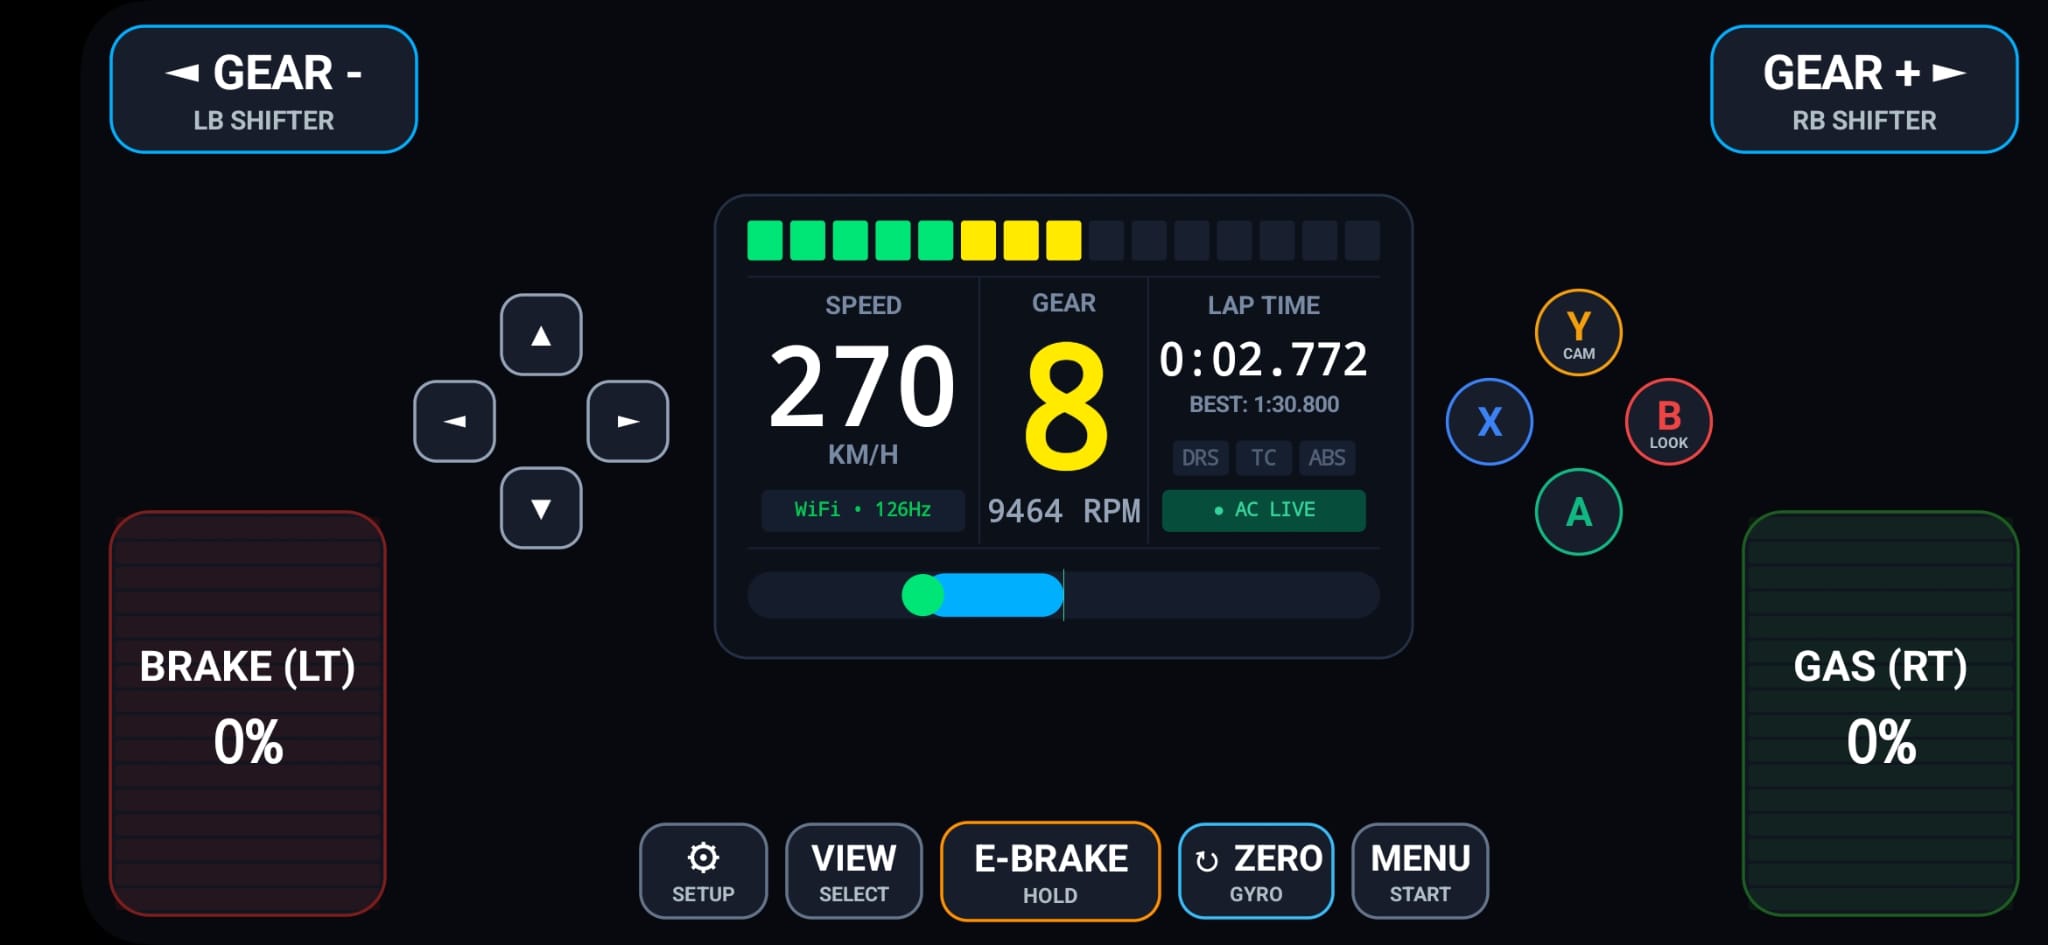 ◄ GEAR -
LB SHIFTER
GEAR + ►
RB SHIFTER
SPEED
270
KM/H
WiFi • 126Hz
GEAR
8
9464 RPM
LAP TIME
0:02.772
BEST: 1:30.800
DRS TC ABS
• AC LIVE
▲
◄ ►
▼
Y
CAM
X
B
LOOK
A
BRAKE (LT)
0%
GAS (RT)
0%
⚙
SETUP
VIEW
SELECT
E-BRAKE
HOLD
↻ ZERO
GYRO
MENU
START